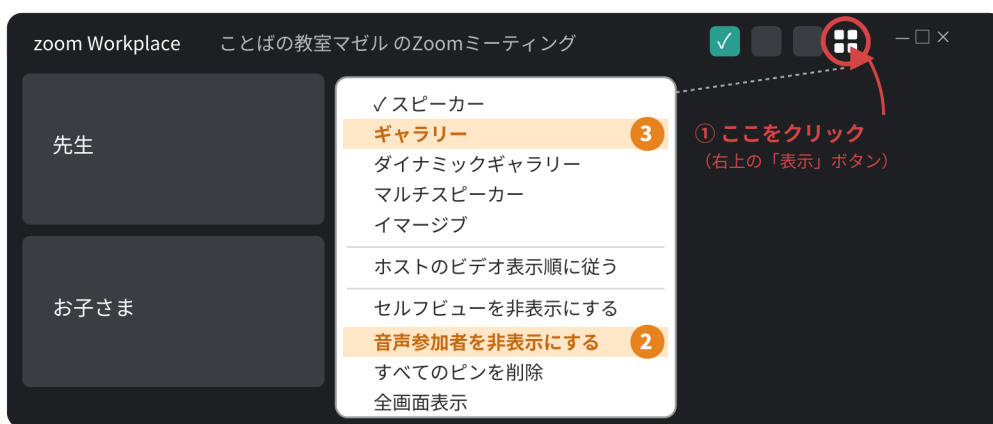 zoom Workplace ことばの教室マゼル のZoomミーティング
✓
先生
✓ スピーカー
ギャラリー 3
ダイナミックギャラリー
マルチスピーカー
イマージブ
ホストのビデオ表示順に従う
セルフビューを非表示にする
音声参加者を非表示にする 2
すべてのピンを削除
全画面表示
① ここをクリック
（右上の「表示」ボタン）
お子さま